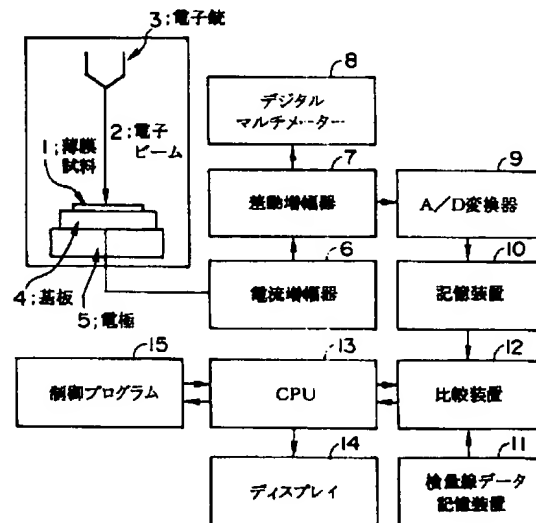 3:電子銃
2:電子
ビーム
1;薄膜
試料
4:基板
5;電極
8
デジタル
マルチメーター
7
差動増幅器
9
A/D変換器
6
電流増幅器
10
記憶装置
15
制御プログラム
13
CPU
12
比較装置
14
ディスプレイ
11
検量線データ
記憶装置